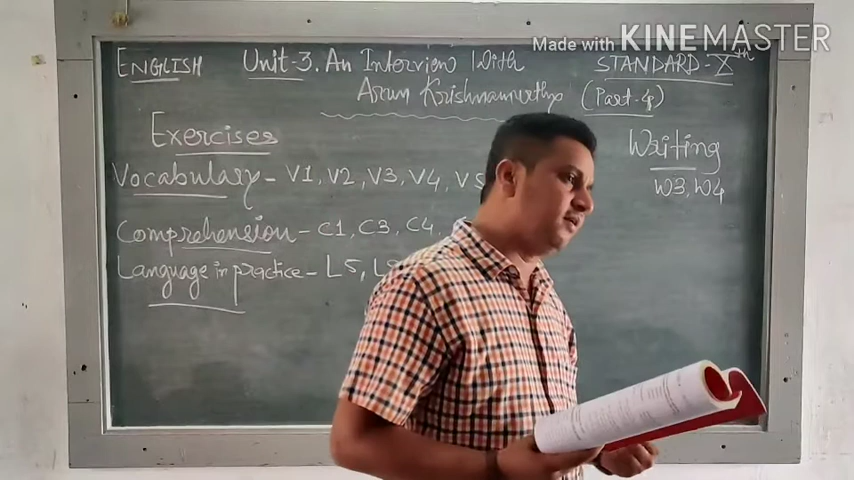 Made with KINEMASTER
ENGLISH Unit-3. An Interview With STANDARD-Xth
Arun Krishnamurthy (Part-4)
Exercises Writing
Vocabulary - V1, V2, V3, V4, V5 W3, W4
Comprehension - C1, C3, C4,
Language in practice - L5,